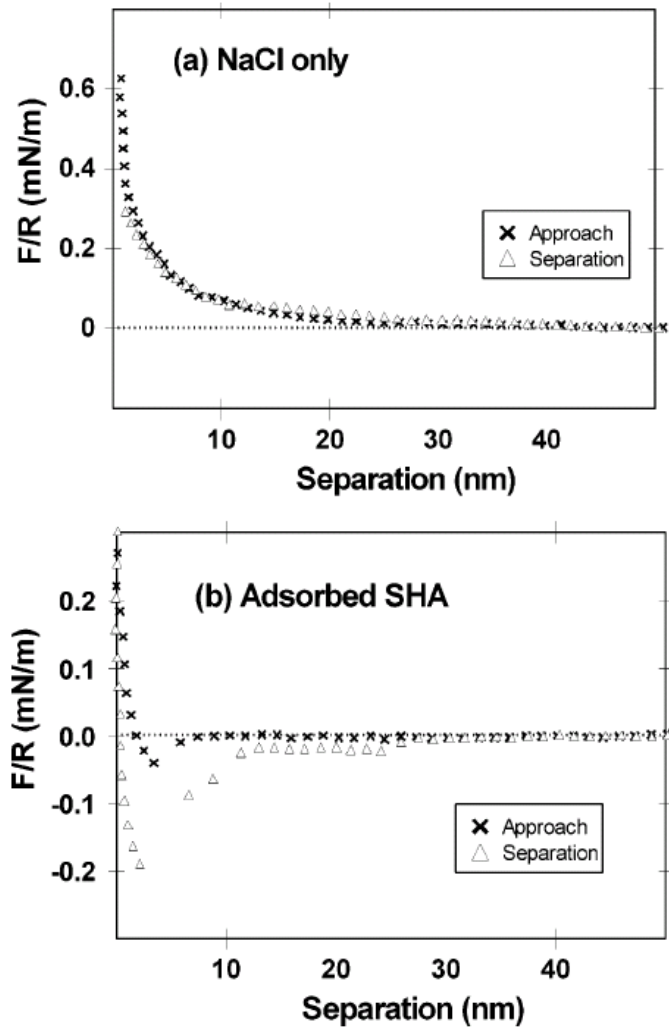 (a) NaCl only
F/R (mN/m)
0.6
0.4
0.2
0
Approach
Separation
10 20 30 40
Separation (nm)
(b) Adsorbed SHA
F/R (mN/m)
0.2
0.1
0.0
-0.1
-0.2
Approach
Separation
10 20 30 40
Separation (nm)